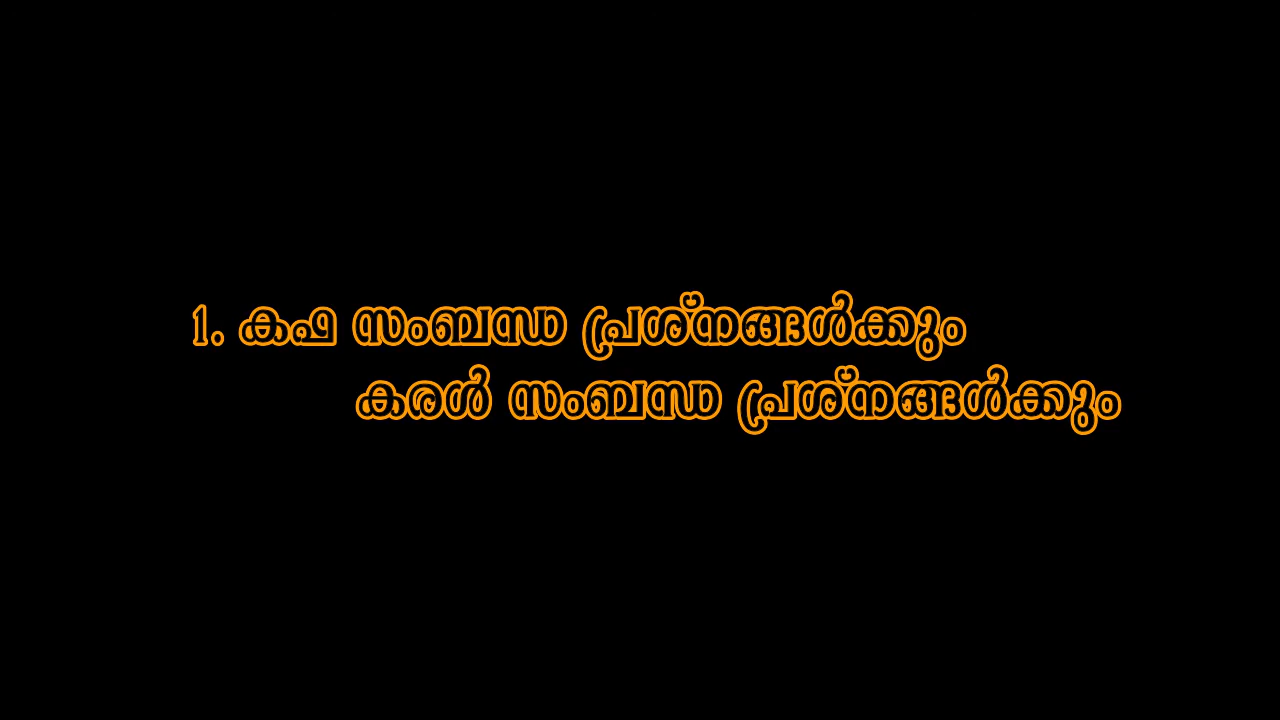 1. കഫ സംബന്ധ പ്രശ്നങ്ങൾക്കും
കരൾ സംബന്ധ പ്രശ്നങ്ങൾക്കും